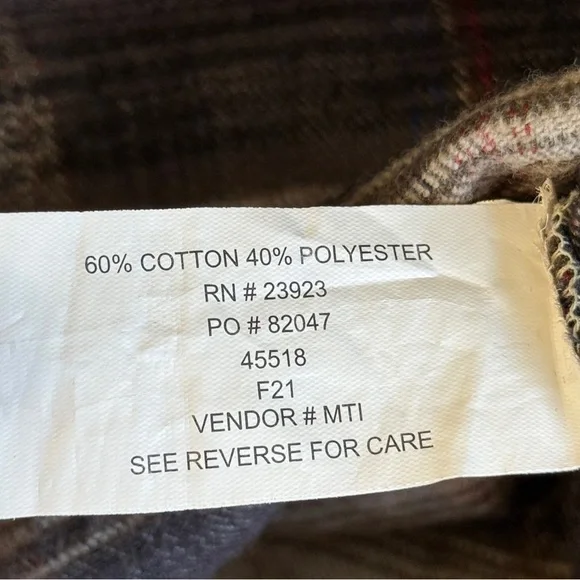 60% COTTON 40% POLYESTER
RN # 23923
PO # 82047
45518
F21
VENDOR # MTI
SEE REVERSE FOR CARE